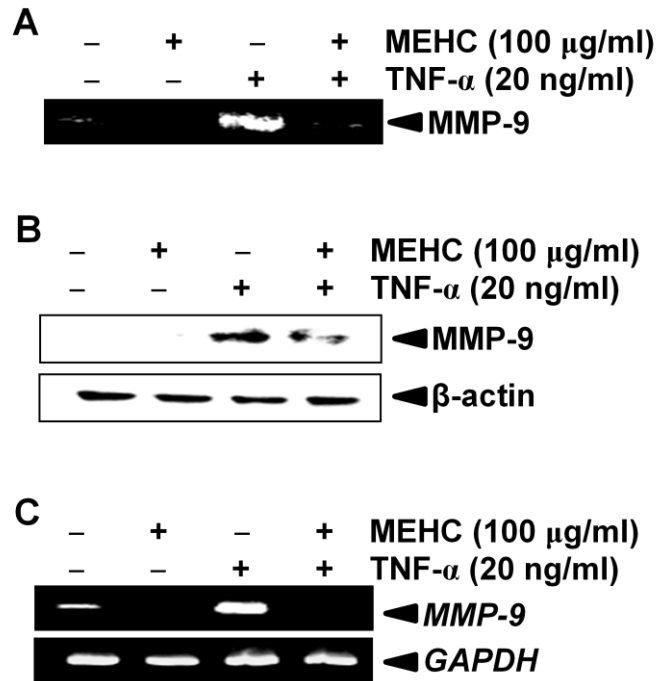 A
– + – + MEHC (100 μg/ml)
– – + + TNF-α (20 ng/ml)
MMP-9
B
– + – + MEHC (100 μg/ml)
– – + + TNF-α (20 ng/ml)
MMP-9
β-actin
C
– + – + MEHC (100 μg/ml)
– – + + TNF-α (20 ng/ml)
MMP-9
GAPDH